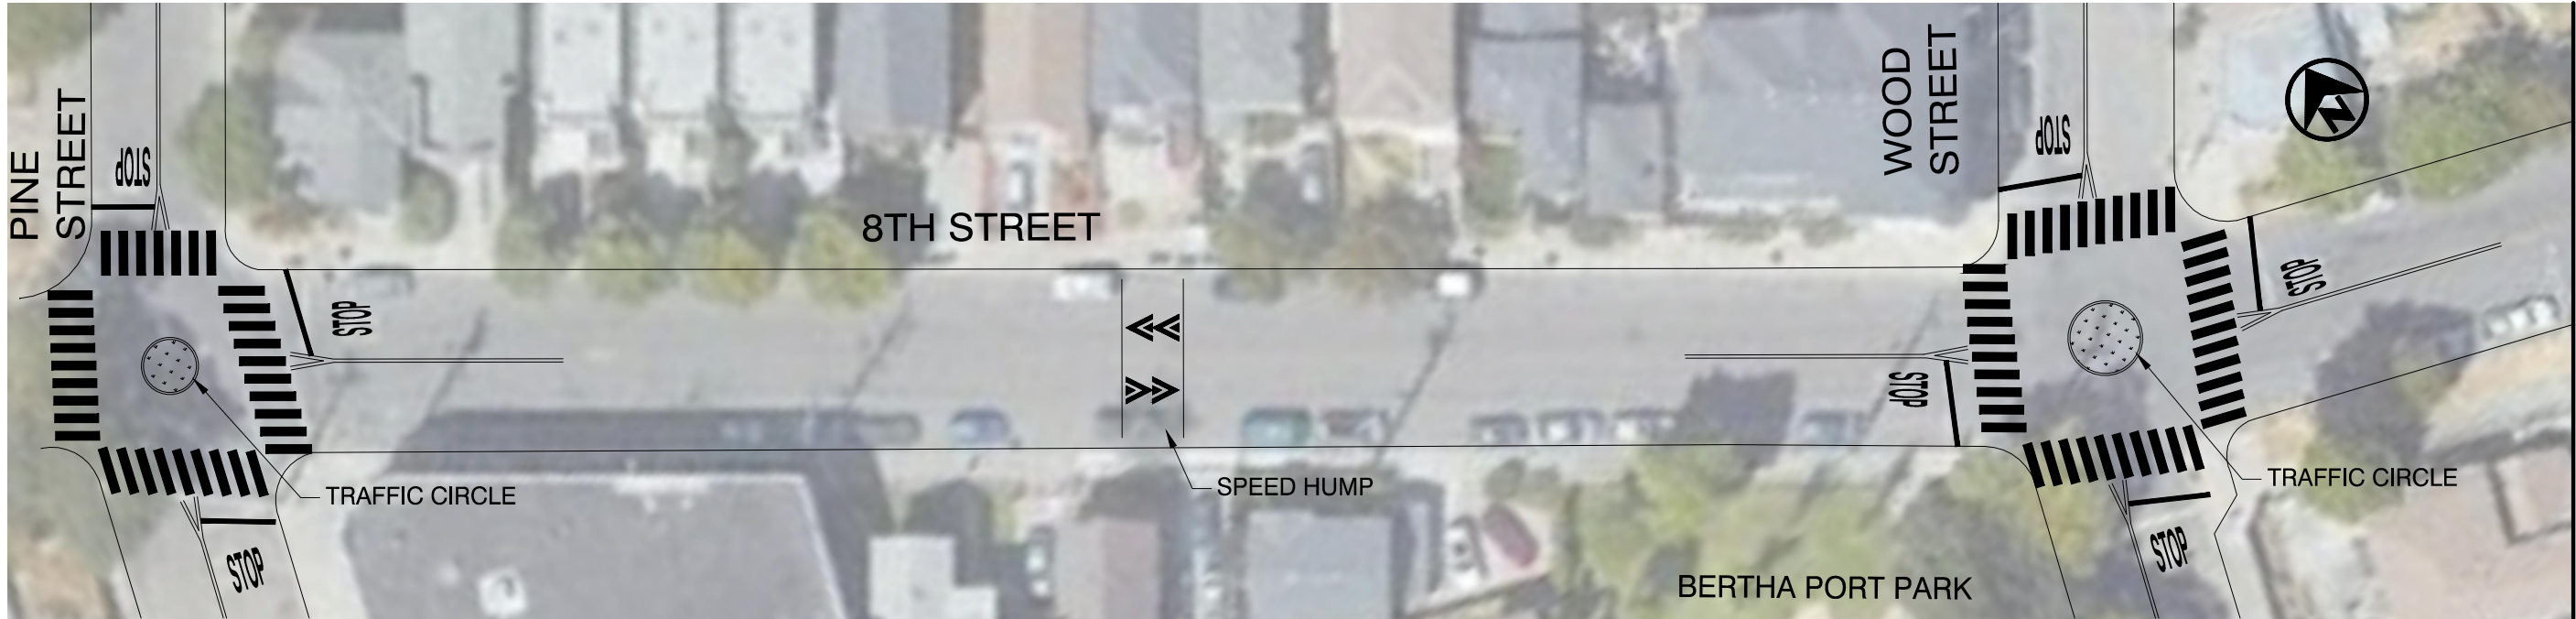 PINE
STREET
STOP
STOP
STOP
TRAFFIC CIRCLE
8TH STREET
SPEED HUMP
WOOD
STREET
STOP
STOP
STOP
STOP
TRAFFIC CIRCLE
BERTHA PORT PARK
N